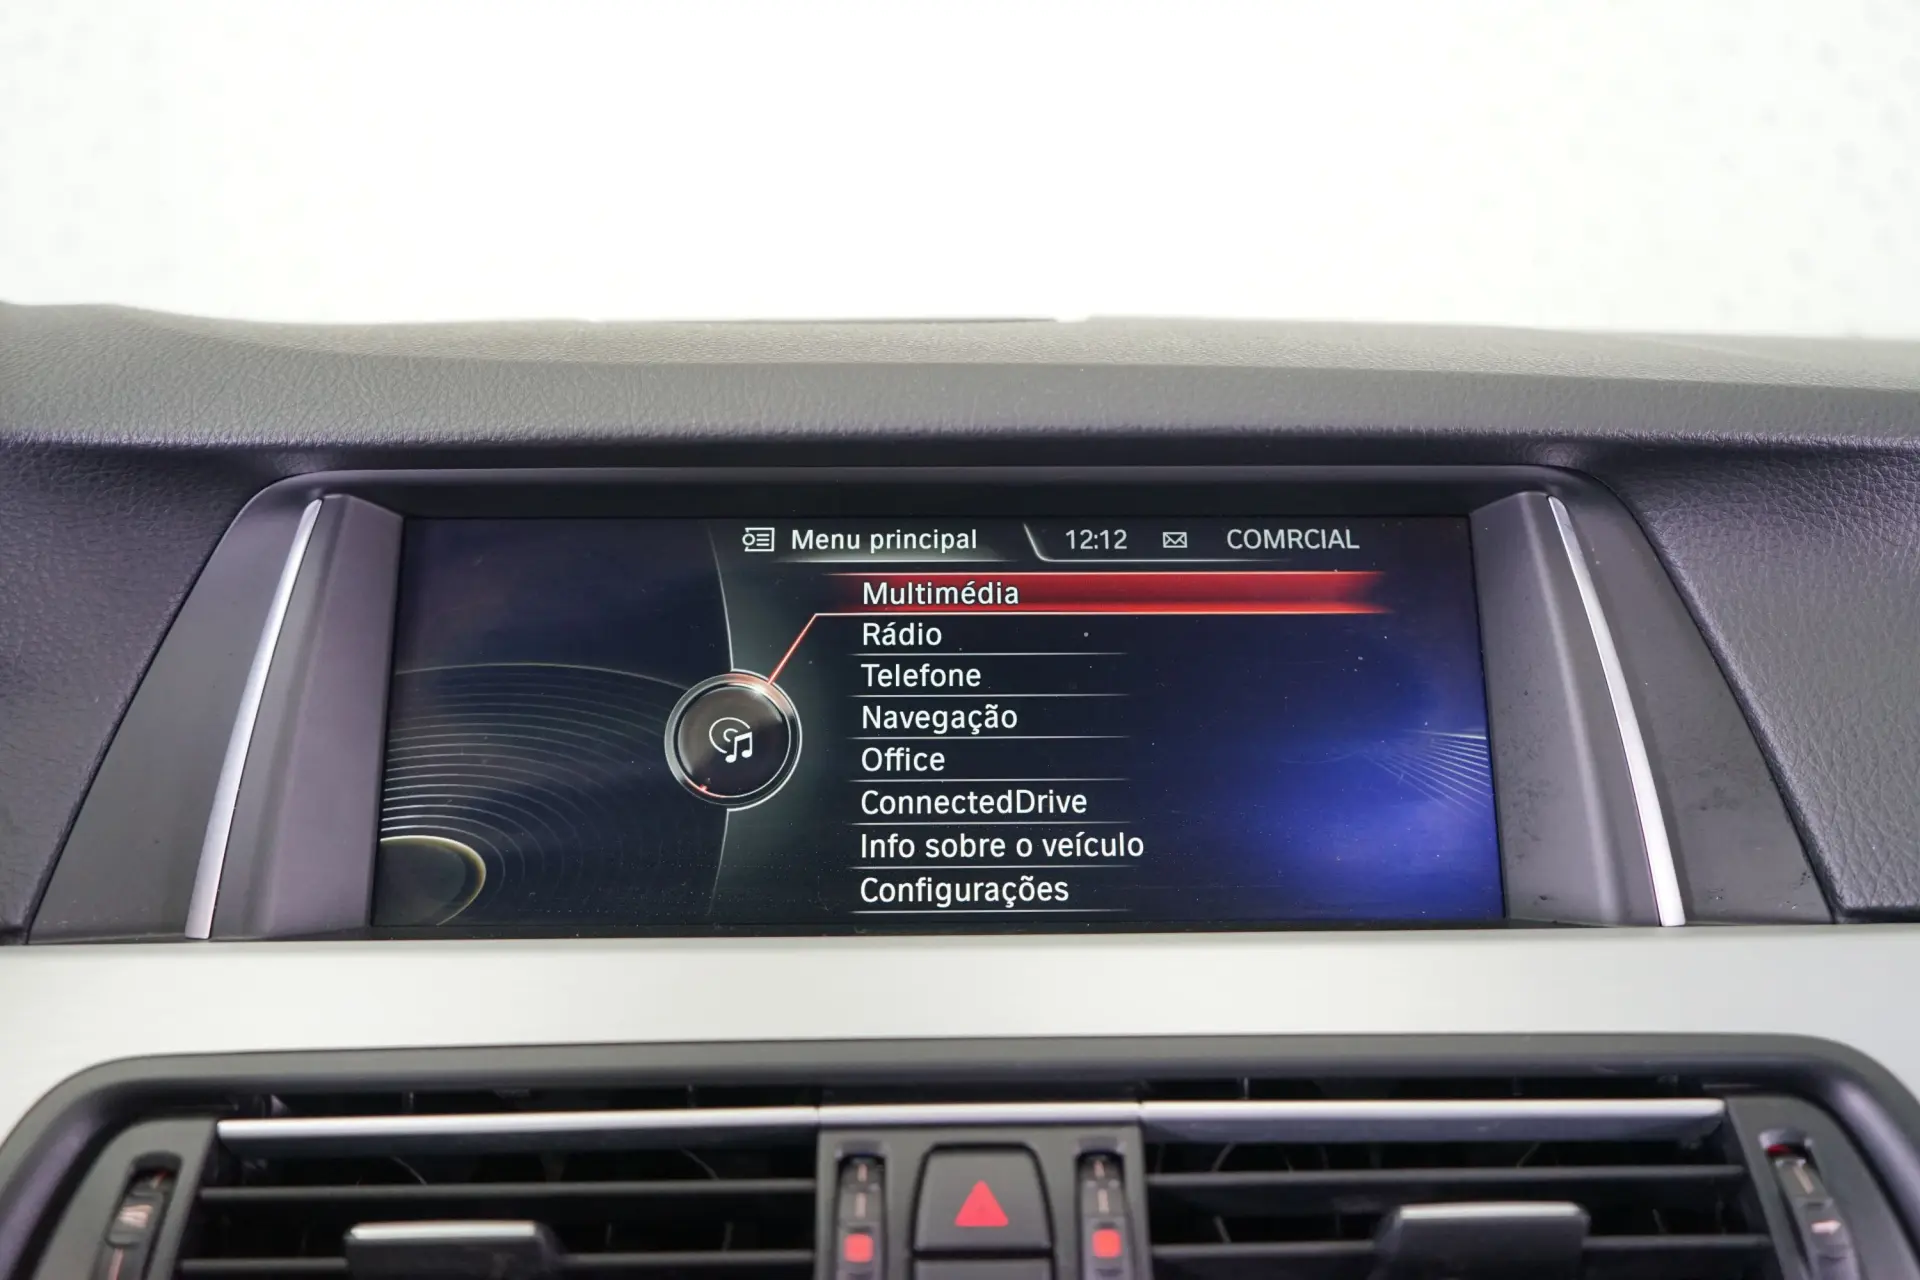 Menu principal 12:12 COMRCIAL
Multimédia
Rádio
Telefone
Navegação
Office
ConnectedDrive
Info sobre o veículo
Configurações